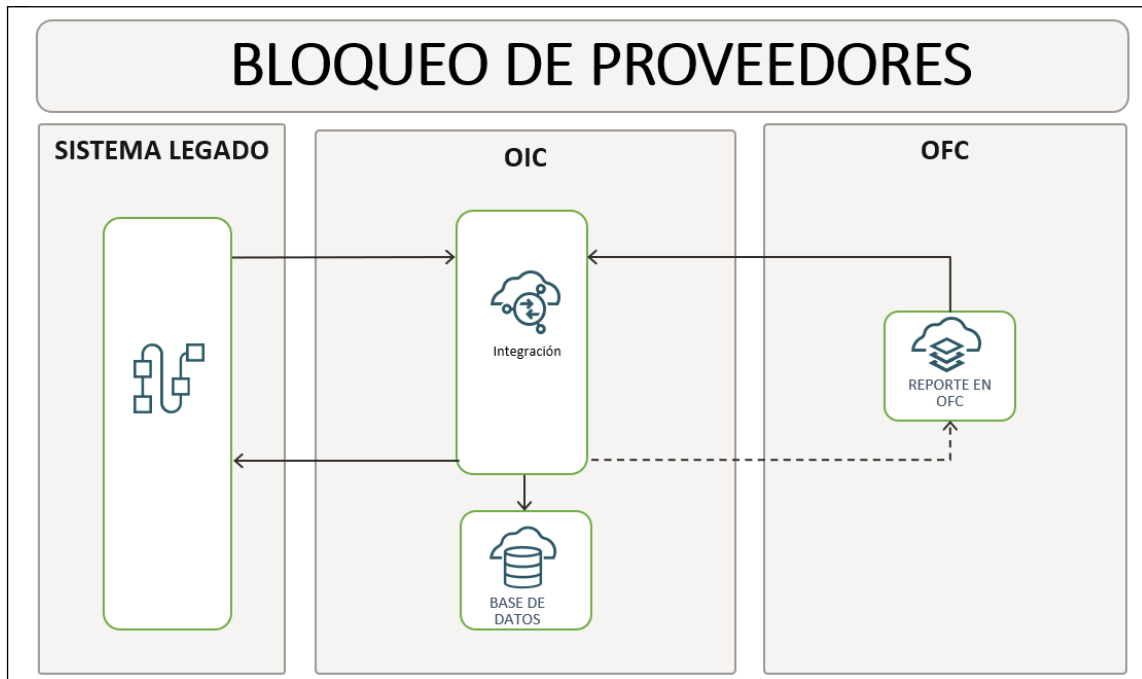 BLOQUEO DE PROVEEDORES
SISTEMA LEGADO
OIC
OFC
Integración
REPORTE EN
OFC
BASE DE
DATOS